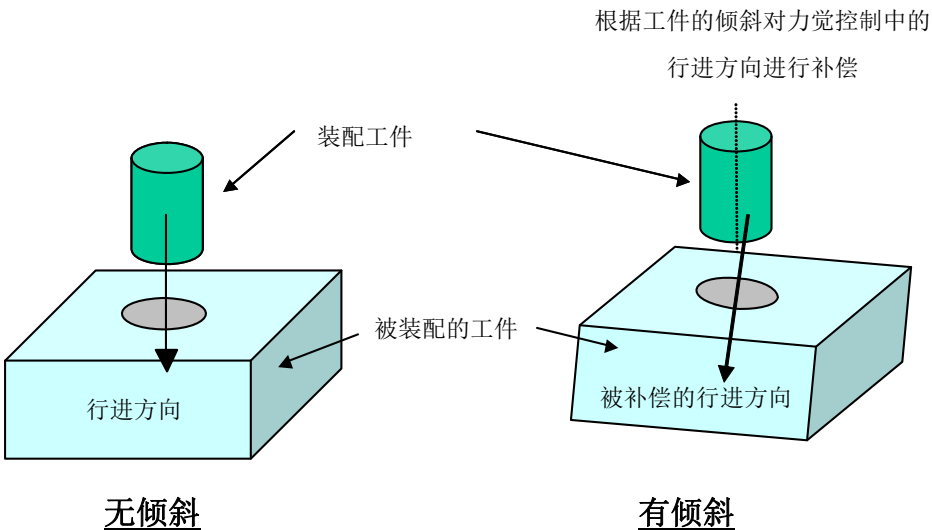 根据工件的倾斜对力觉控制中的
行进方向进行补偿
装配工件
被装配的工件
行进方向
被补偿的行进方向
无倾斜
有倾斜